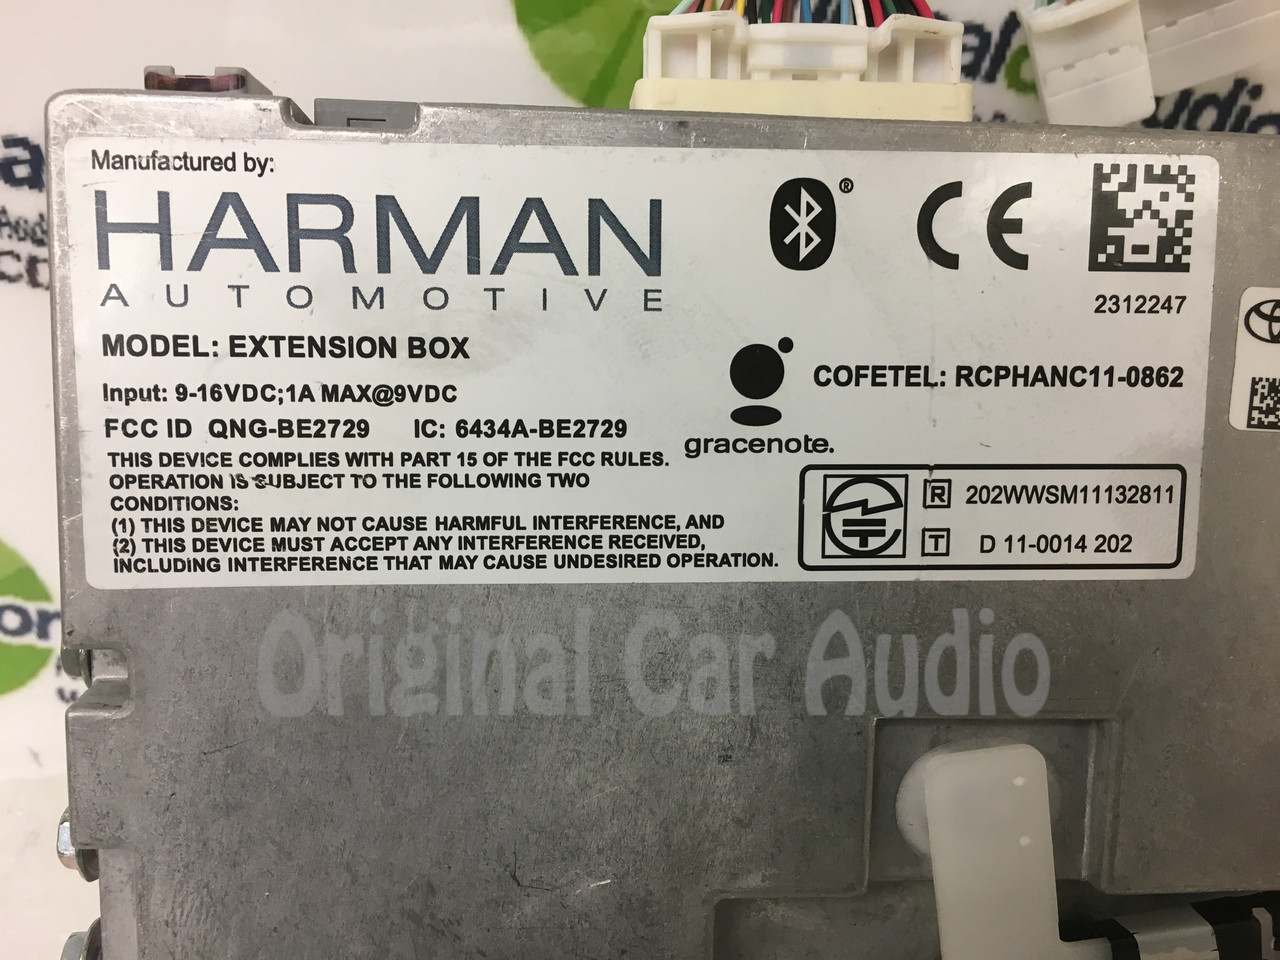 Manufactured by:
HARMAN
AUTOMOTIVE
®
CE
2312247
MODEL: EXTENSION BOX
Input: 9-16VDC;1A MAX@9VDC
FCC ID QNG-BE2729 IC: 6434A-BE2729
THIS DEVICE COMPLIES WITH PART 15 OF THE FCC RULES.
OPERATION IS SUBJECT TO THE FOLLOWING TWO
CONDITIONS:
(1) THIS DEVICE MAY NOT CAUSE HARMFUL INTERFERENCE, AND
(2) THIS DEVICE MUST ACCEPT ANY INTERFERENCE RECEIVED,
INCLUDING INTERFERENCE THAT MAY CAUSE UNDESIRED OPERATION.
gracenote.
COFETEL: RCPHANC11-0862
R 202WWSM11132811
T D 11-0014 202
Original Car Audio